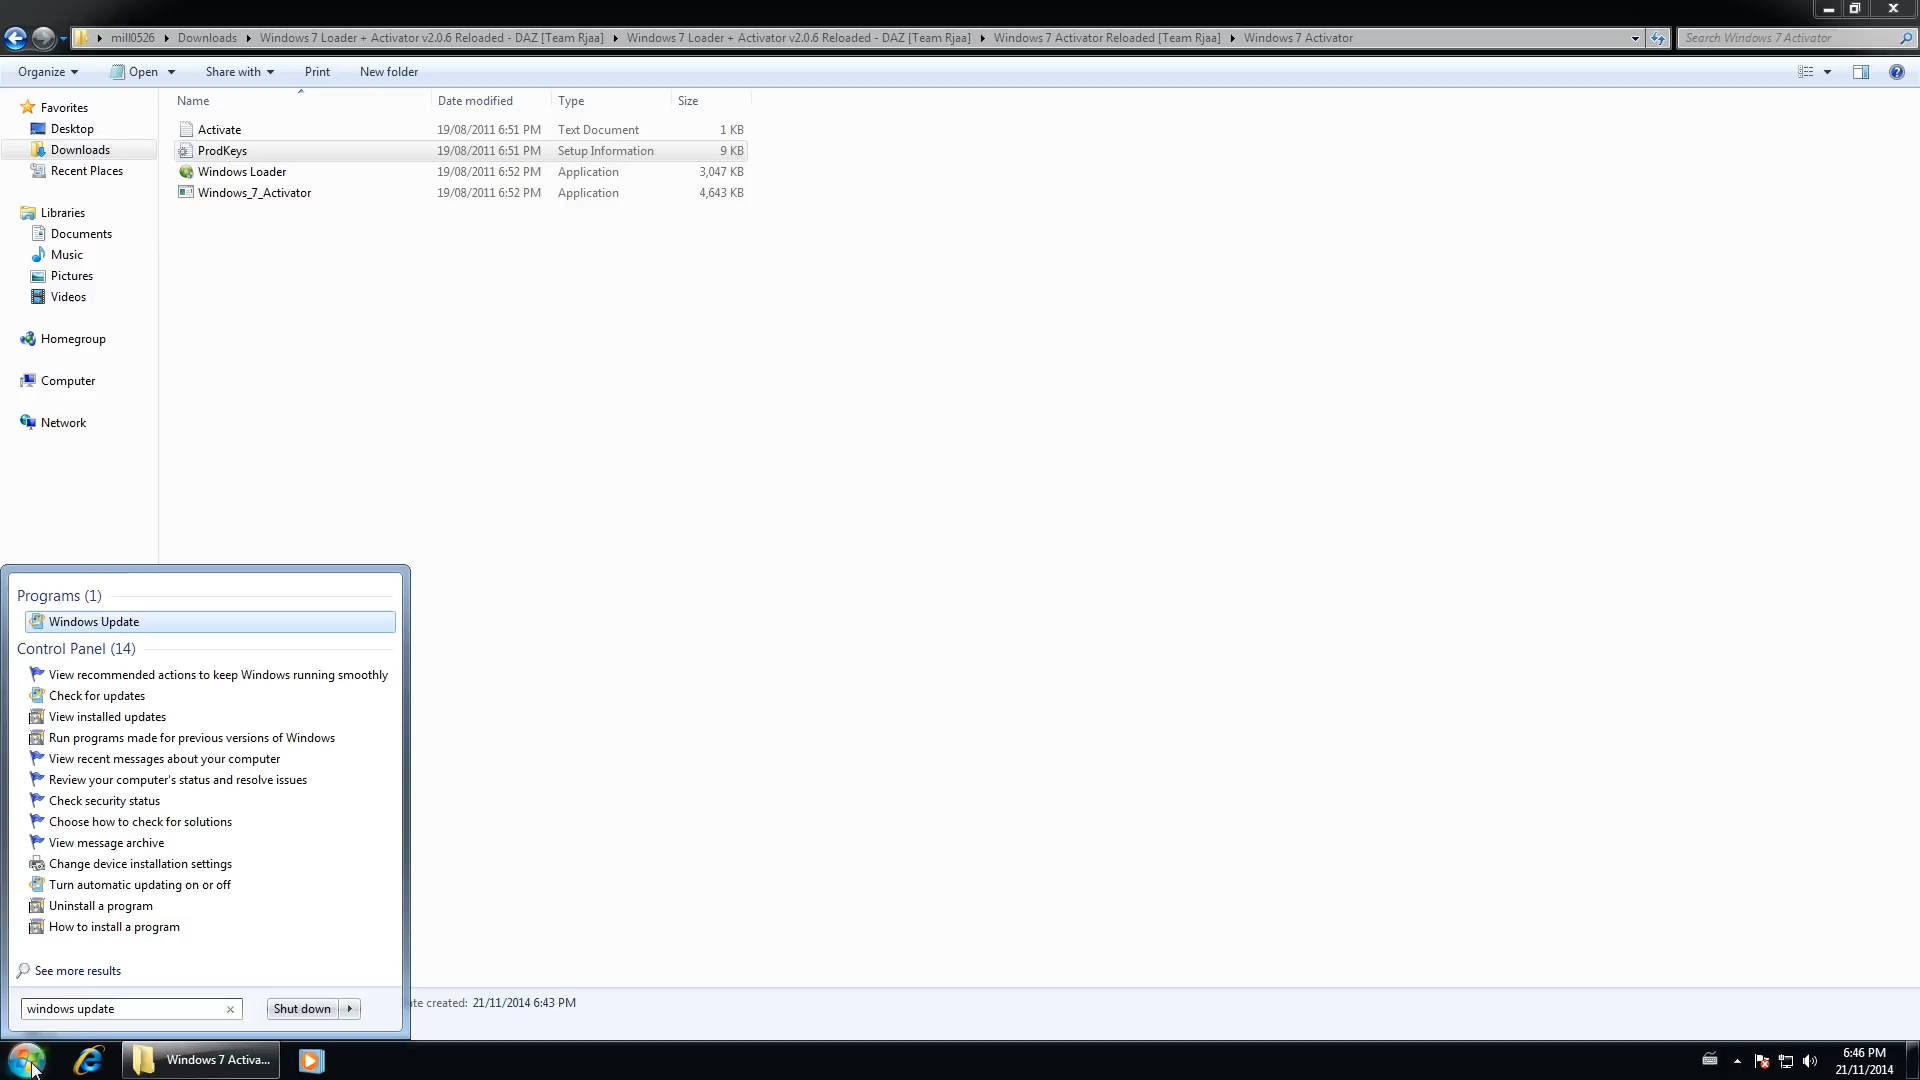 mill0526 Downloads Windows 7 Loader + Activator v2.0.6 Reloaded - DAZ [Team Rjaa] Windows 7 Loader + Activator v2.0.6 Reloaded - DAZ [Team Rjaa] Windows 7 Activator Reloaded [Team Rjaa] Windows 7 Activator Search Windows 7 Activator
Organize Open Share with Print New folder
Name Date modified Type Size
Activate 19/08/2011 6:51 PM Text Document 1 KB
ProdKeys 19/08/2011 6:51 PM Setup Information 9 KB
Windows Loader 19/08/2011 6:52 PM Application 3,047 KB
Windows_7_Activator 19/08/2011 6:52 PM Application 4,643 KB
Favorites
Desktop
Downloads
Recent Places
Libraries
Documents
Music
Pictures
Videos
Homegroup
Computer
Network
Programs (1)
Windows Update
Control Panel (14)
View recommended actions to keep Windows running smoothly
Check for updates
View installed updates
Run programs made for previous versions of Windows
View recent messages about your computer
Review your computer's status and resolve issues
Check security status
Choose how to check for solutions
View message archive
Change device installation settings
Turn automatic updating on or off
Uninstall a program
How to install a program
See more results
windows update Shut down
te created: 21/11/2014 6:43 PM
Windows 7 Activa...
6:46 PM
21/11/2014